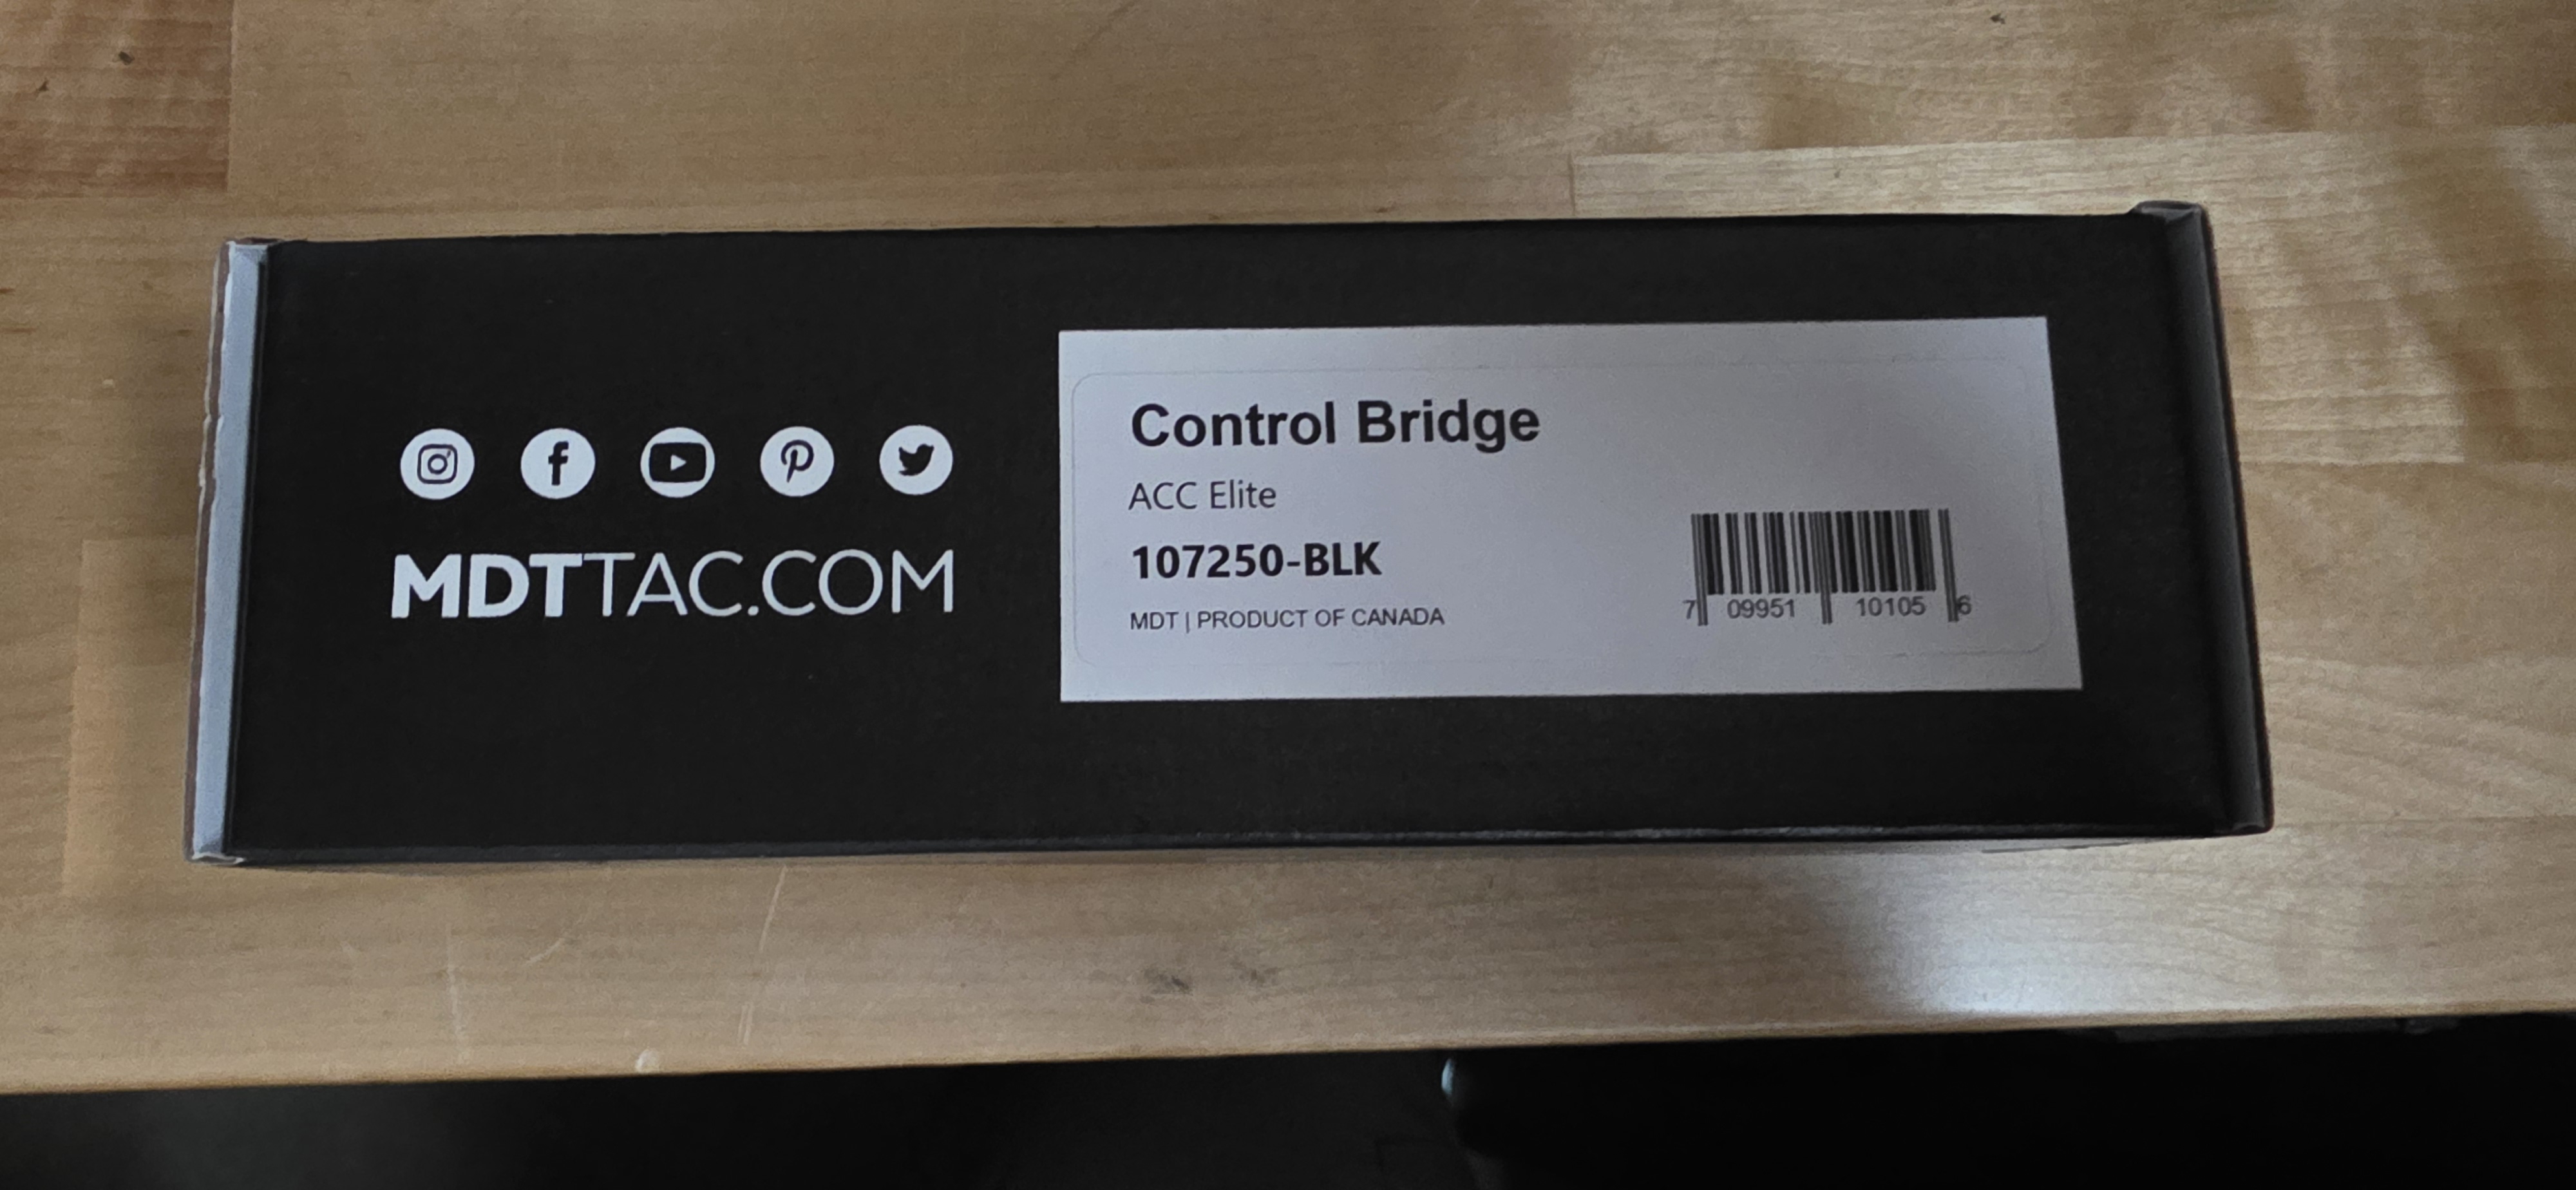 MDTTAC.COM
Control Bridge
ACC Elite
107250-BLK
MDT | PRODUCT OF CANADA
7 09951 10105 6